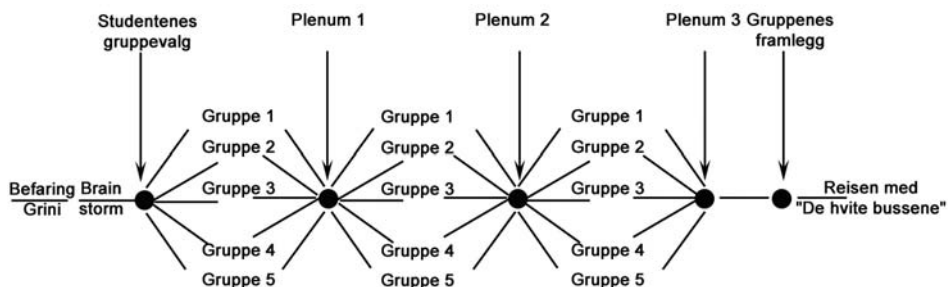 Studentenes
gruppevalg
Plenum 1
Plenum 2
Plenum 3
Gruppenes
framlegg
Befaring
Grini
Brain
storm
Gruppe 1
Gruppe 2
Gruppe 3
Gruppe 4
Gruppe 5
Gruppe 1
Gruppe 2
Gruppe 3
Gruppe 4
Gruppe 5
Gruppe 1
Gruppe 2
Gruppe 3
Gruppe 4
Gruppe 5
Reisen med
"De hvite bussene"